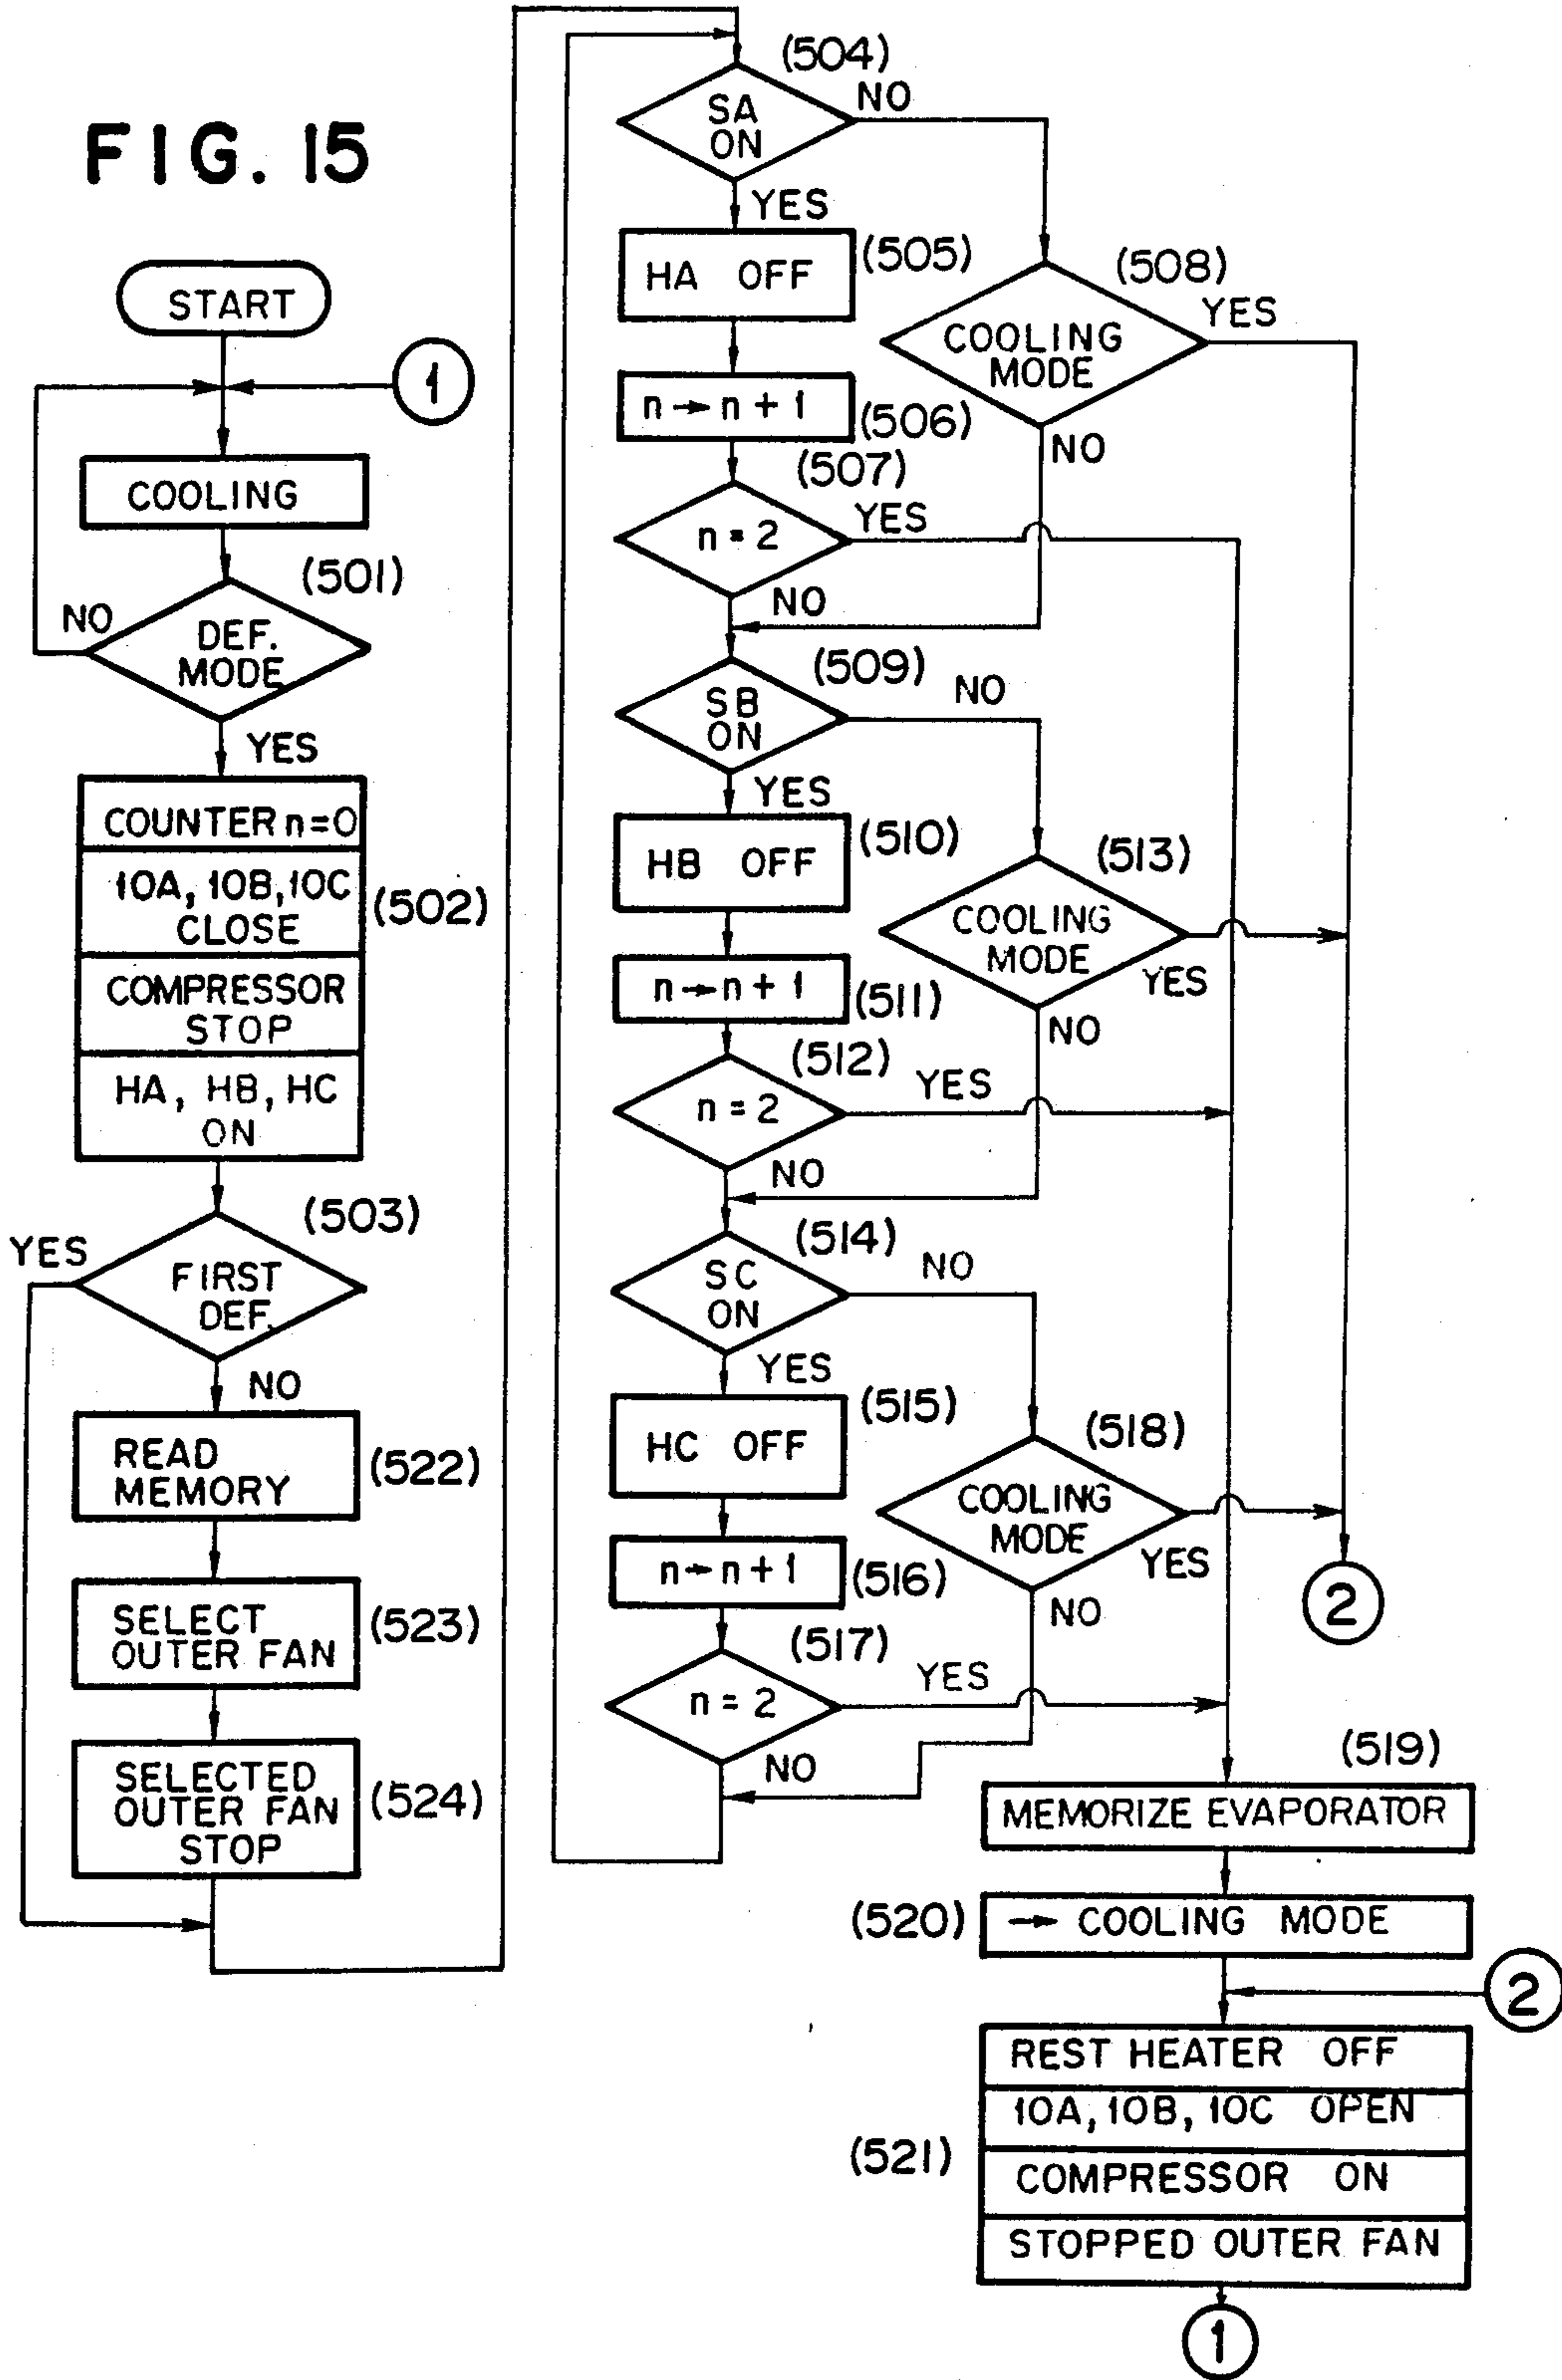 FIG. 15
START
1
COOLING
(501)
NO
DEF.
MODE
YES
COUNTER n=0
10A, 10B, 10C
CLOSE
(502)
COMPRESSOR
STOP
HA, HB, HC
ON
(503)
YES
FIRST
DEF.
NO
READ
MEMORY
(522)
SELECT
OUTER FAN
(523)
SELECTED
OUTER FAN
STOP
(524)
(504)
SA
ON
NO
YES
HA OFF
(505)
(508)
COOLING
MODE
YES
NO
n → n + 1
(506)
(507)
n = 2
YES
NO
(509)
SB
ON
NO
YES
HB OFF
(510)
(513)
COOLING
MODE
YES
NO
n → n + 1
(511)
(512)
n = 2
YES
NO
(514)
SC
ON
NO
YES
HC OFF
(515)
(518)
COOLING
MODE
YES
NO
n → n + 1
(516)
2
(517)
n = 2
YES
NO
(519)
MEMORIZE EVAPORATOR
(520)
→ COOLING MODE
2
REST HEATER OFF
10A, 10B, 10C OPEN
(521)
COMPRESSOR ON
STOPPED OUTER FAN
1